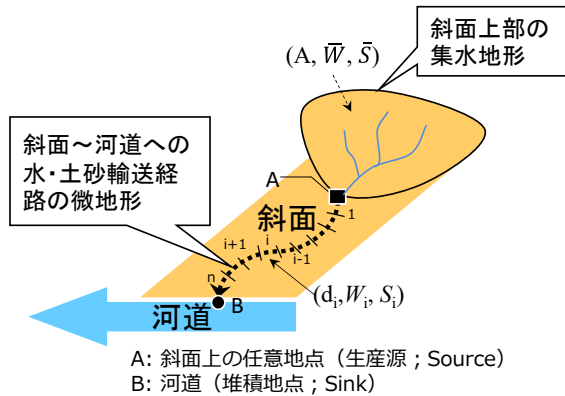 斜面上部の
集水地形
(A, W̅, S̅)
斜面～河道への
水・土砂輸送経
路の微地形
A
斜面
1
i+1
i
i-1
n
B
(dᵢ,Wᵢ, Sᵢ)
河道
A: 斜面上の任意地点（生産源；Source）
B: 河道（堆積地点；Sink）